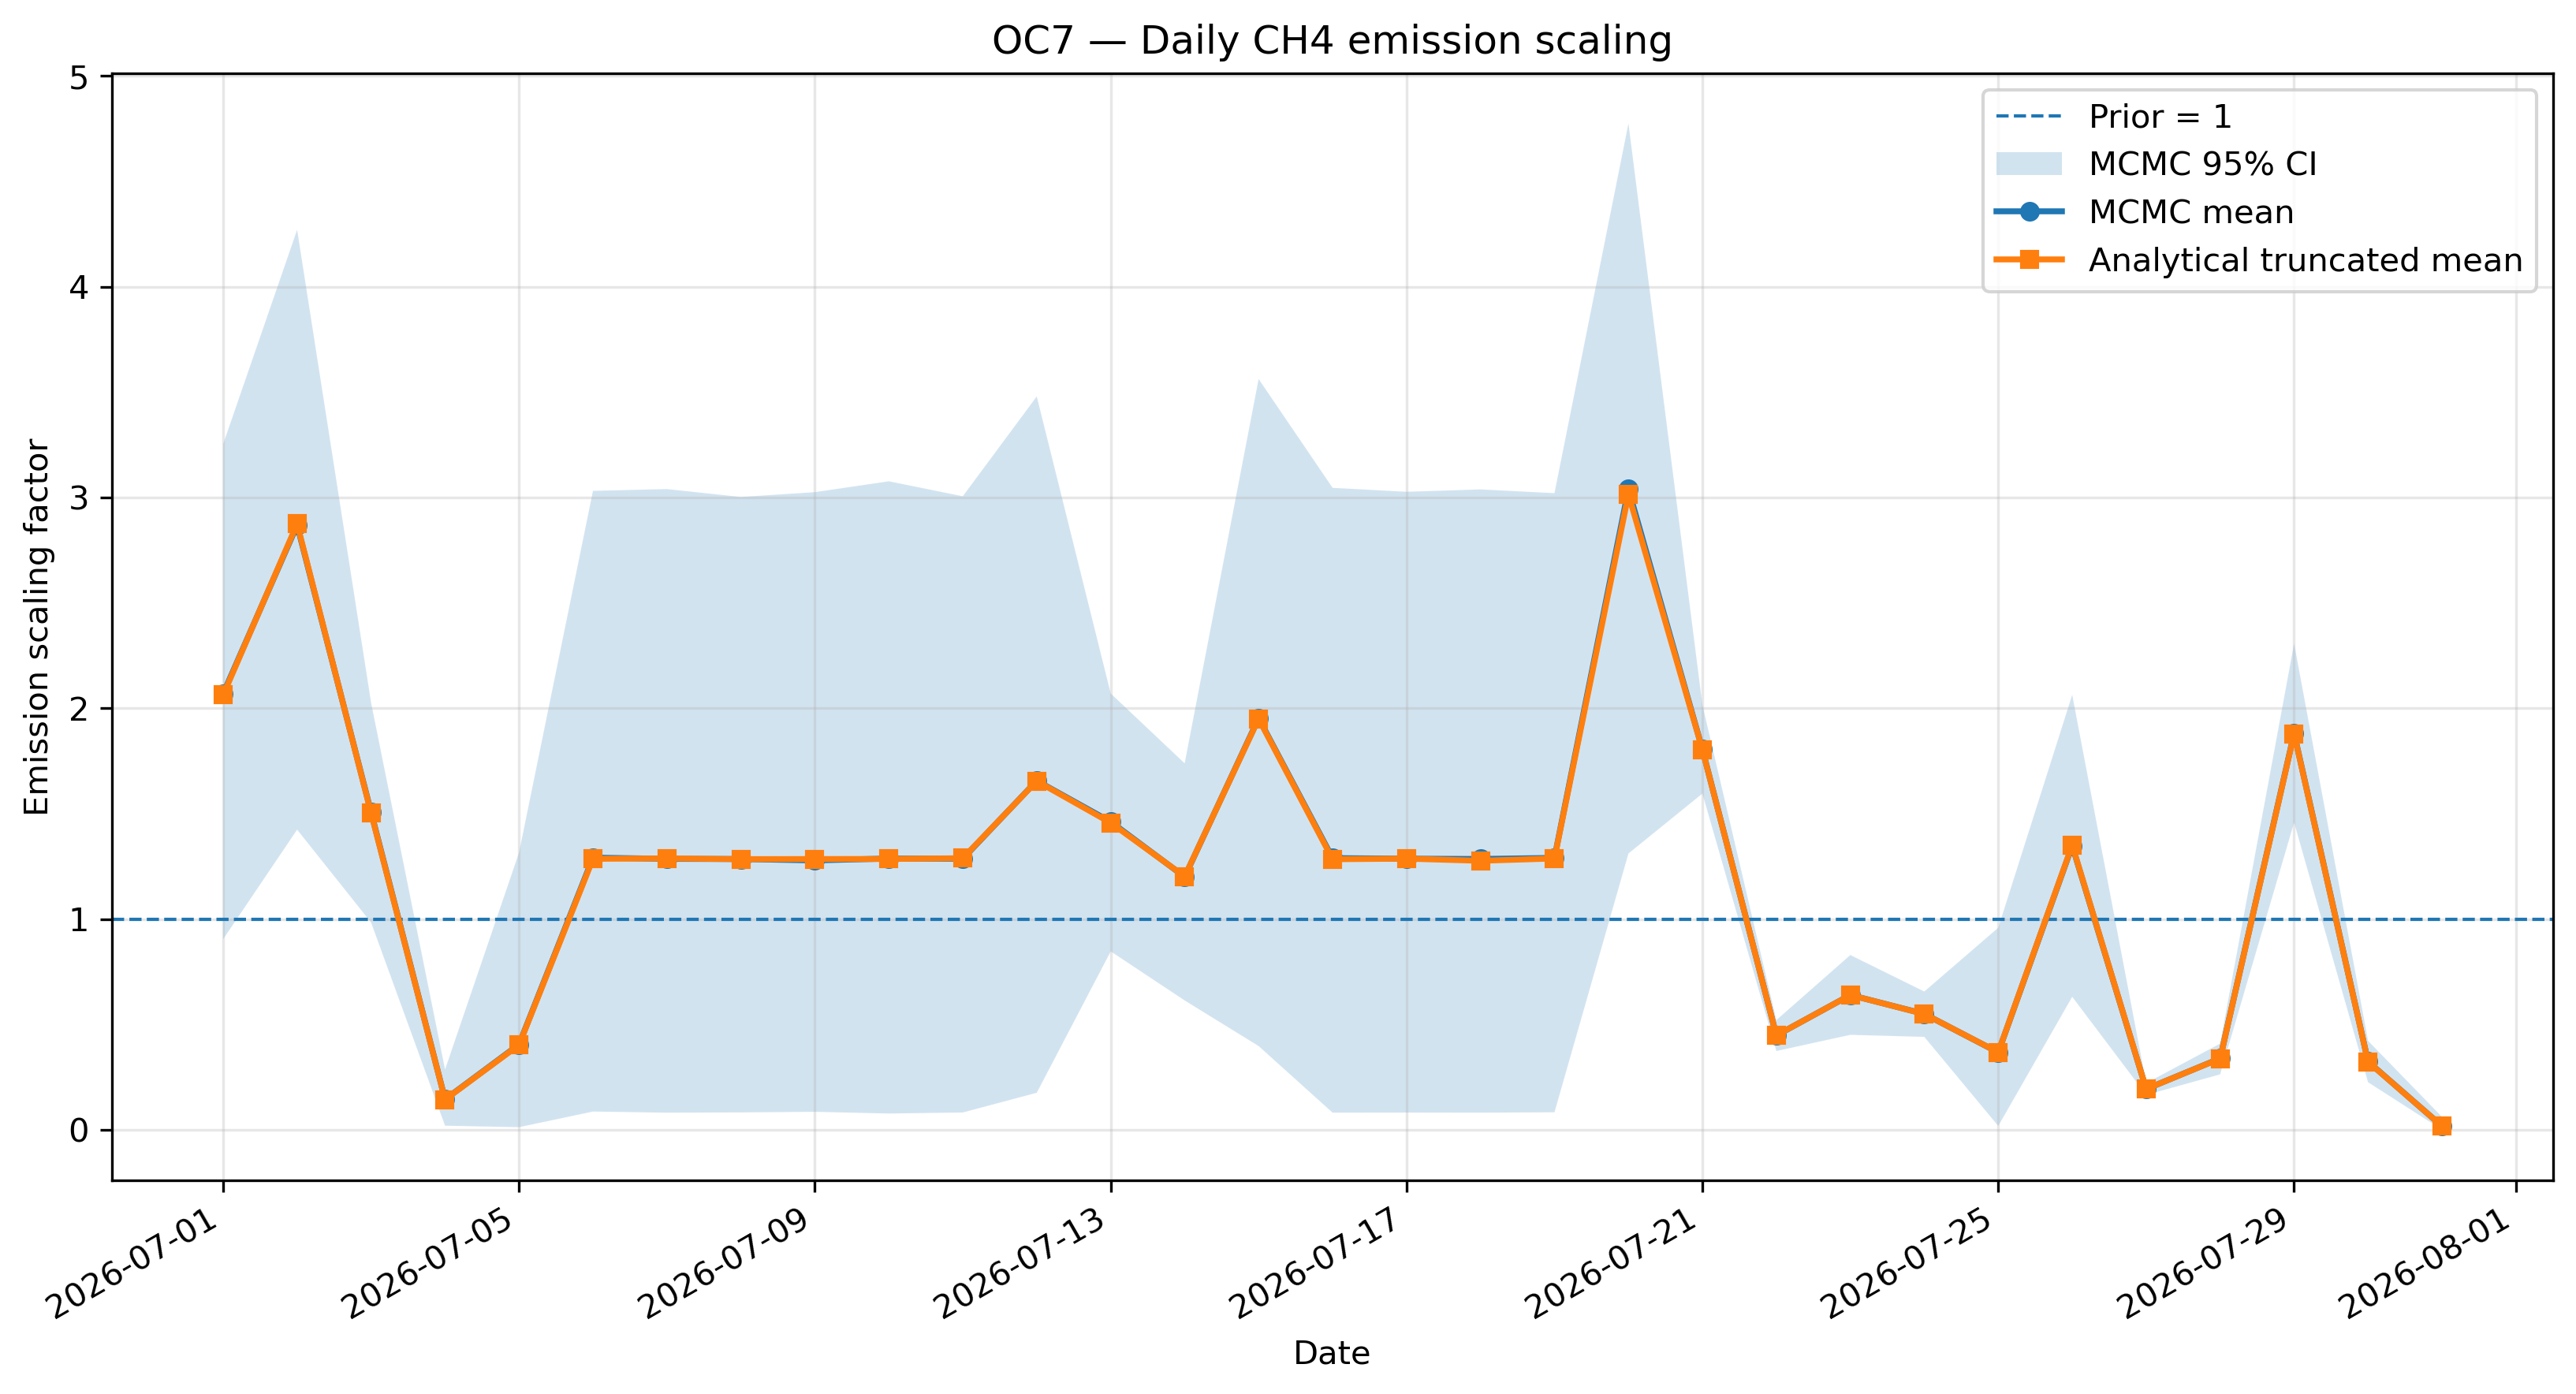 OC7 — Daily CH4 emission scaling
Emission scaling factor
5
4
3
2
1
0
Prior = 1
MCMC 95% CI
MCMC mean
Analytical truncated mean
2026-07-01
2026-07-05
2026-07-09
2026-07-13
2026-07-17
2026-07-21
2026-07-25
2026-07-29
2026-08-01
Date